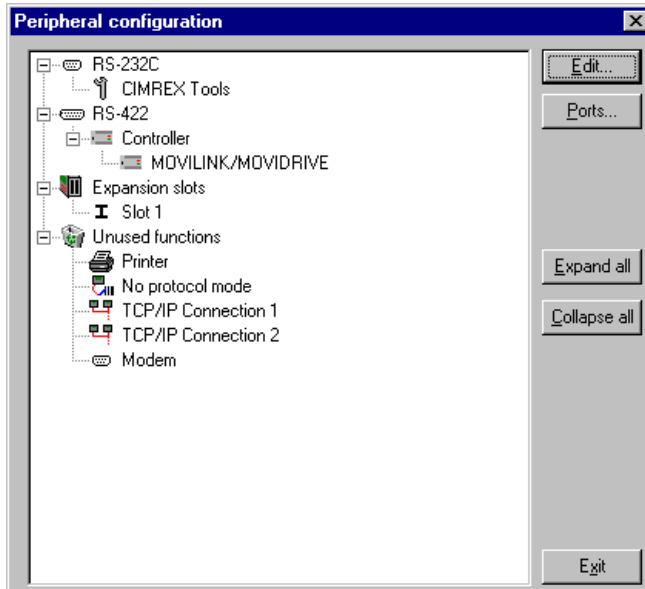 Peripheral configuration
RS-232C
CIMREX Tools
RS-422
Controller
MOVILINK/MOVIDRIVE
Expansion slots
Slot 1
Unused functions
Printer
No protocol mode
TCP/IP Connection 1
TCP/IP Connection 2
Modem
Edit...
Ports...
Expand all
Collapse all
Exit